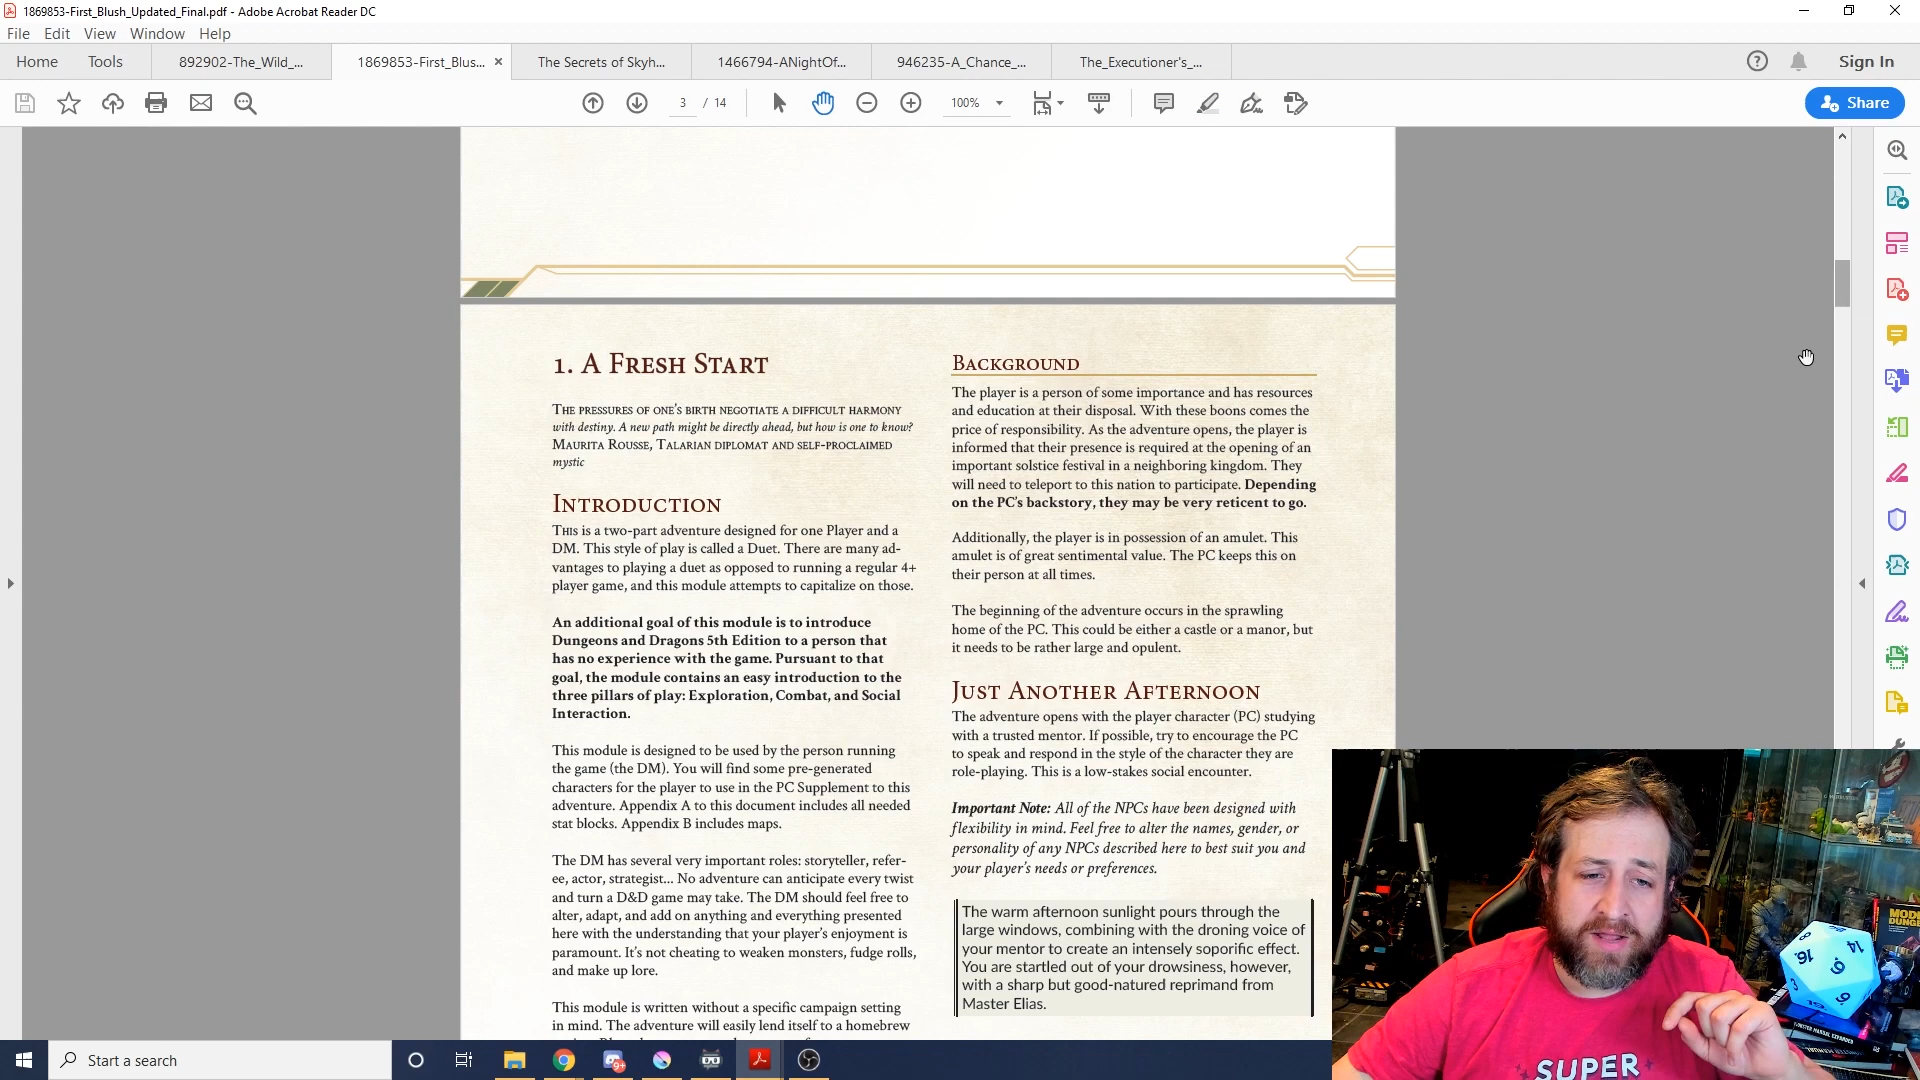 1869853-First_Blush_Updated_Final.pdf - Adobe Acrobat Reader DC
File Edit View Window Help
Home Tools 892902-The_Wild_... 1869853-First_Blus... The Secrets of Skyh... 1466794-ANightOf... 946235-A_Chance_... The_Executioner's_... Sign In
3 / 14 100% Share
1. A Fresh Start
The pressures of one's birth negotiate a difficult harmony
with destiny. A new path might be directly ahead, but how is one to know?
Maurita Rousse, Talarian diplomat and self-proclaimed
mystic
Introduction
This is a two-part adventure designed for one Player and a
DM. This style of play is called a Duet. There are many ad-
vantages to playing a duet as opposed to running a regular 4+
player game, and this module attempts to capitalize on those.
An additional goal of this module is to introduce
Dungeons and Dragons 5th Edition to a person that
has no experience with the game. Pursuant to that
goal, the module contains an easy introduction to the
three pillars of play: Exploration, Combat, and Social
Interaction.
This module is designed to be used by the person running
the game (the DM). You will find some pre-generated
characters for the player to use in the PC Supplement to this
adventure. Appendix A to this document includes all needed
stat blocks. Appendix B includes maps.
The DM has several very important roles: storyteller, refer-
ee, actor, strategist... No adventure can anticipate every twist
and turn a D&D game may take. The DM should feel free to
alter, adapt, and add on anything and everything presented
here with the understanding that your player's enjoyment is
paramount. It's not cheating to weaken monsters, fudge rolls,
and make up lore.
This module is written without a specific campaign setting
in mind. The adventure will easily lend itself to a homebrew
Background
The player is a person of some importance and has resources
and education at their disposal. With these boons comes the
price of responsibility. As the adventure opens, the player is
informed that their presence is required at the opening of an
important solstice festival in a neighboring kingdom. They
will need to teleport to this nation to participate. Depending
on the PC's backstory, they may be very reticent to go.
Additionally, the player is in possession of an amulet. This
amulet is of great sentimental value. The PC keeps this on
their person at all times.
The beginning of the adventure occurs in the sprawling
home of the PC. This could be either a castle or a manor, but
it needs to be rather large and opulent.
Just Another Afternoon
The adventure opens with the player character (PC) studying
with a trusted mentor. If possible, try to encourage the PC
to speak and respond in the style of the character they are
role-playing. This is a low-stakes social encounter.
Important Note: All of the NPCs have been designed with
flexibility in mind. Feel free to alter the names, gender, or
personality of any NPCs described here to best suit you and
your player's needs or preferences.
The warm afternoon sunlight pours through the
large windows, combining with the droning voice of
your mentor to create an intensely soporific effect.
You are startled out of your drowsiness, however,
with a sharp but good-natured reprimand from
Master Elias.
SUPER
16
14
Start a search